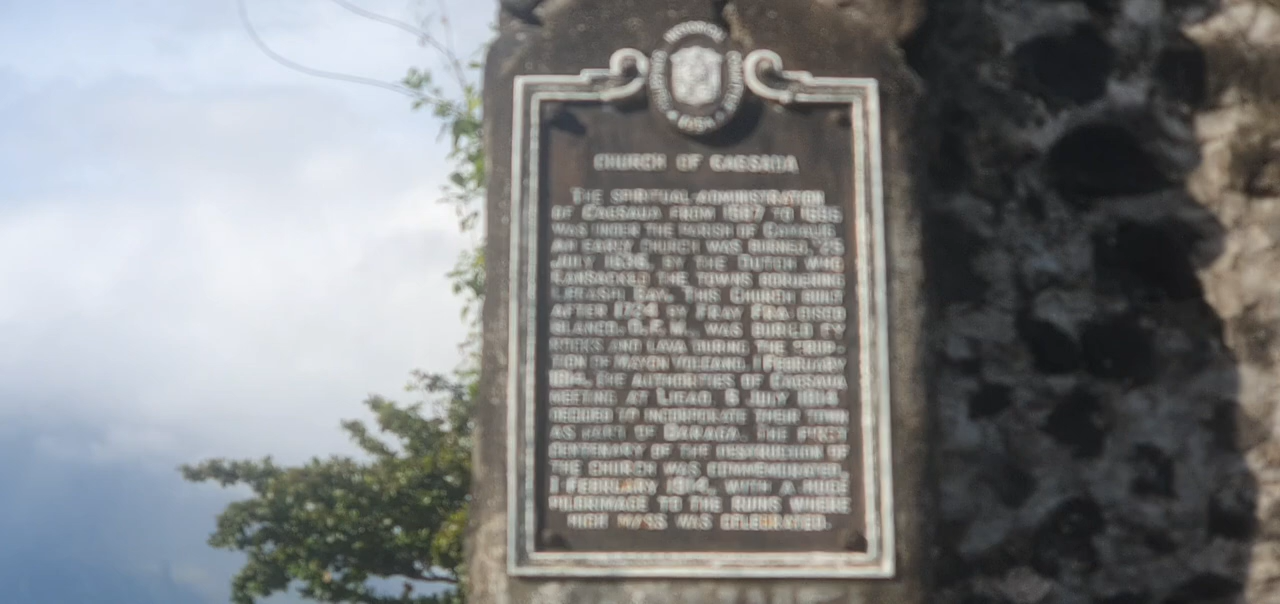 CHURCH OF CAGSAUA
THE SPIRITUAL ADMINISTRATION
OF CAGSAUA FROM 1587 TO
WAS UNDER THE PARISH OF CAMALIG.
AN EARLY CHURCH WAS BURNED, 25
JULY 1636, BY THE DUTCH WHO
RANSACKED THE TOWNS BORDERING
BAY. THIS CHURCH BUILT
AFTER 1724 BY FRAY FRANCISCO
BLANCO, O.F.M., WAS BURIED BY
ROCKS AND LAVA DURING THE ERUP-
TION OF MAYON VOLCANO, 1 FEBRUARY
1814. THE AUTHORITIES OF CAGSAUA
MEETING AT LIBAO, 6 JULY 1814
DECIDED TO INCORPORATE THEIR TOWN
AS PART OF DARAGA. THE FIRST
CENTENARY OF THE DESTRUCTION OF
THE CHURCH WAS COMMEMORATED,
1 FEBRUARY 1914, WITH A HUGE
PILGRIMAGE TO THE RUINS WHERE
HIGH MASS WAS CELEBRATED.